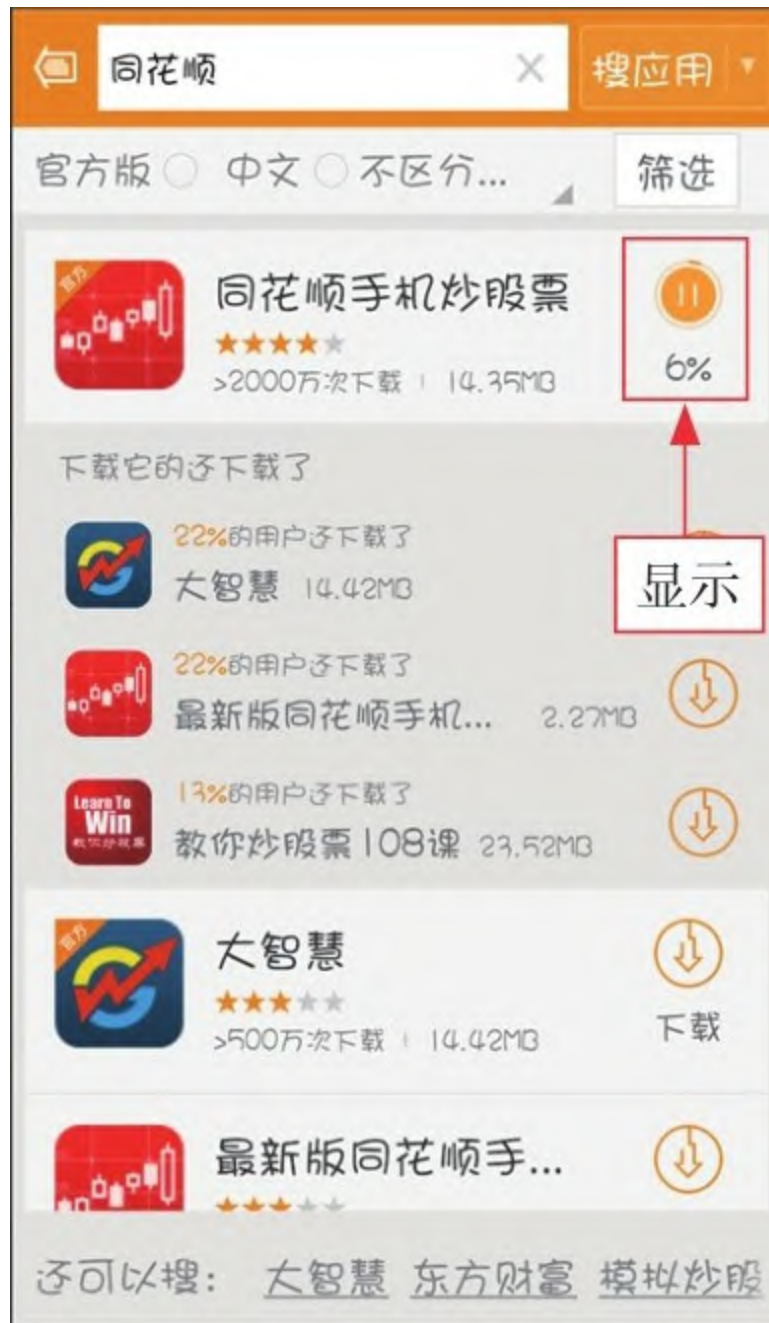 同花顺 × 搜应用
官方版 中文 不区分... 筛选
官方
同花顺手机炒股票
>2000万次下载 | 14.35MB
6%
下载它的还下载了
22%的用户还下载了
大智慧 14.42MB
显示
22%的用户还下载了
最新版同花顺手机... 2.27MB
Learn To
Win
教你炒股票
13%的用户还下载了
教你炒股票108课 23.52MB
官方
大智慧
>500万次下载 | 14.42MB
下载
最新版同花顺手...
还可以搜： 大智慧 东方财富 模拟炒股